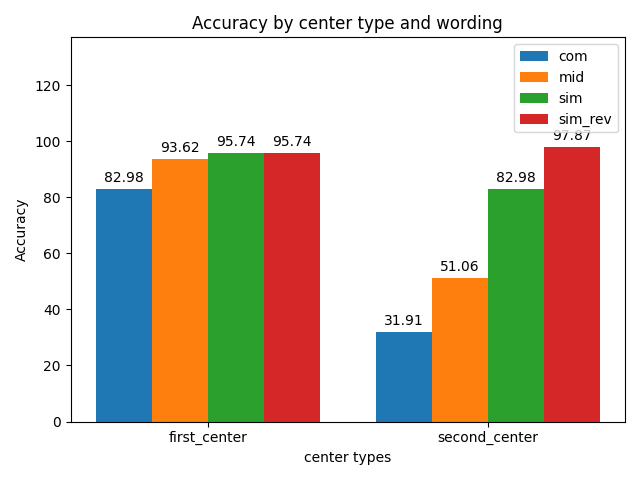 Accuracy by center type and wording
Accuracy
120
100
80
60
40
20
0
82.98
93.62
95.74
95.74
31.91
51.06
82.98
97.87
com
mid
sim
sim_rev
first_center
second_center
center types